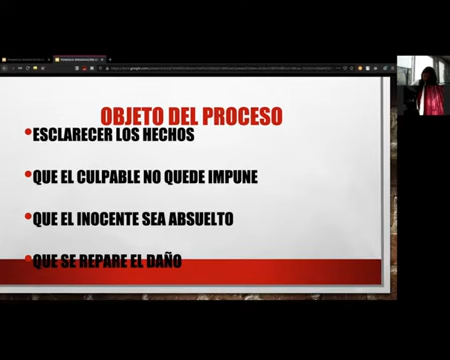 OBJETO DEL PROCESO
•ESCLARECER LOS HECHOS
•QUE EL CULPABLE NO QUEDE IMPUNE
•QUE EL INOCENTE SEA ABSUELTO
•QUE SE REPARE EL DAÑO